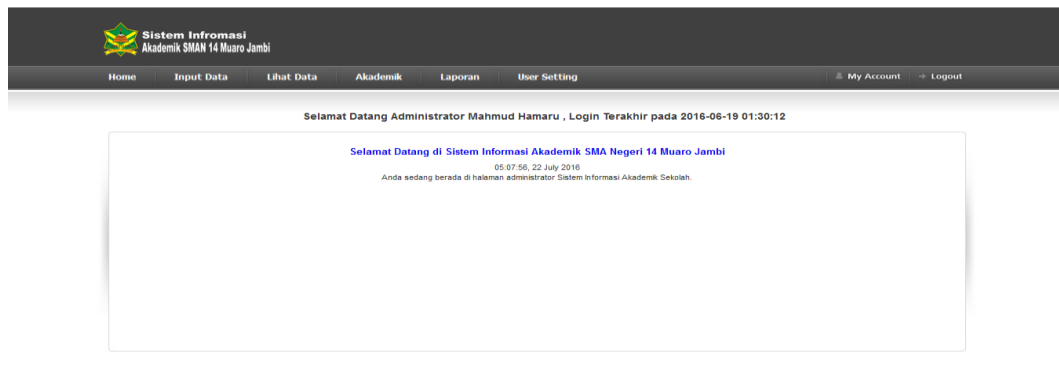 Sistem Infromasi
Akademik SMAN 14 Muaro Jambi
Home Input Data Lihat Data Akademik Laporan User Setting My Account Logout
Selamat Datang Administrator Mahmud Hamaru , Login Terakhir pada 2016-06-19 01:30:12
Selamat Datang di Sistem Informasi Akademik SMA Negeri 14 Muaro Jambi
05:07:56, 22 July 2016
Anda sedang berada di halaman administrator Sistem Informasi Akademik Sekolah.